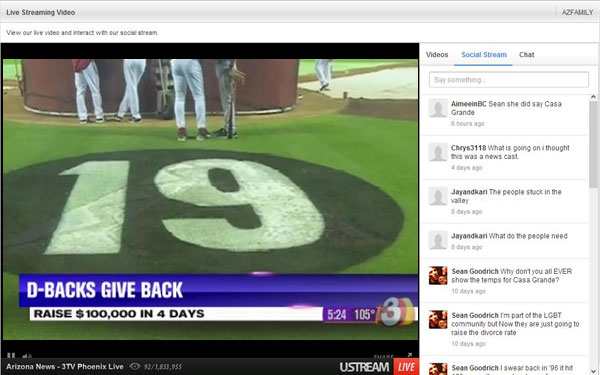 Live Streaming Video
AZFAMILY
View our live video and interact with our social stream.
Videos
Social Stream
Chat
Say something...
19
D-BACKS GIVE BACK
RAISE $100,000 IN 4 DAYS
5:24 105°
3
Arizona News - 3TV Phoenix Live
92/1,853,955
SHARE
USTREAM
LIVE
AimeeinBC Sean she did say Casa
Grande
6 hours ago
Chrys3118 What is going on i thought
this was a news cast.
4 days ago
Jayandkari The people stuck in the
valley
8 days ago
Jayandkari What do the people need
8 days ago
Sean Goodrich Why don't you all EVER
show the temps for Casa Grande?
10 days ago
Sean Goodrich I'm part of the LGBT
community but Now they are just going to
raise the divorce rate
10 days ago
Sean Goodrich I swear back in '96 it hit